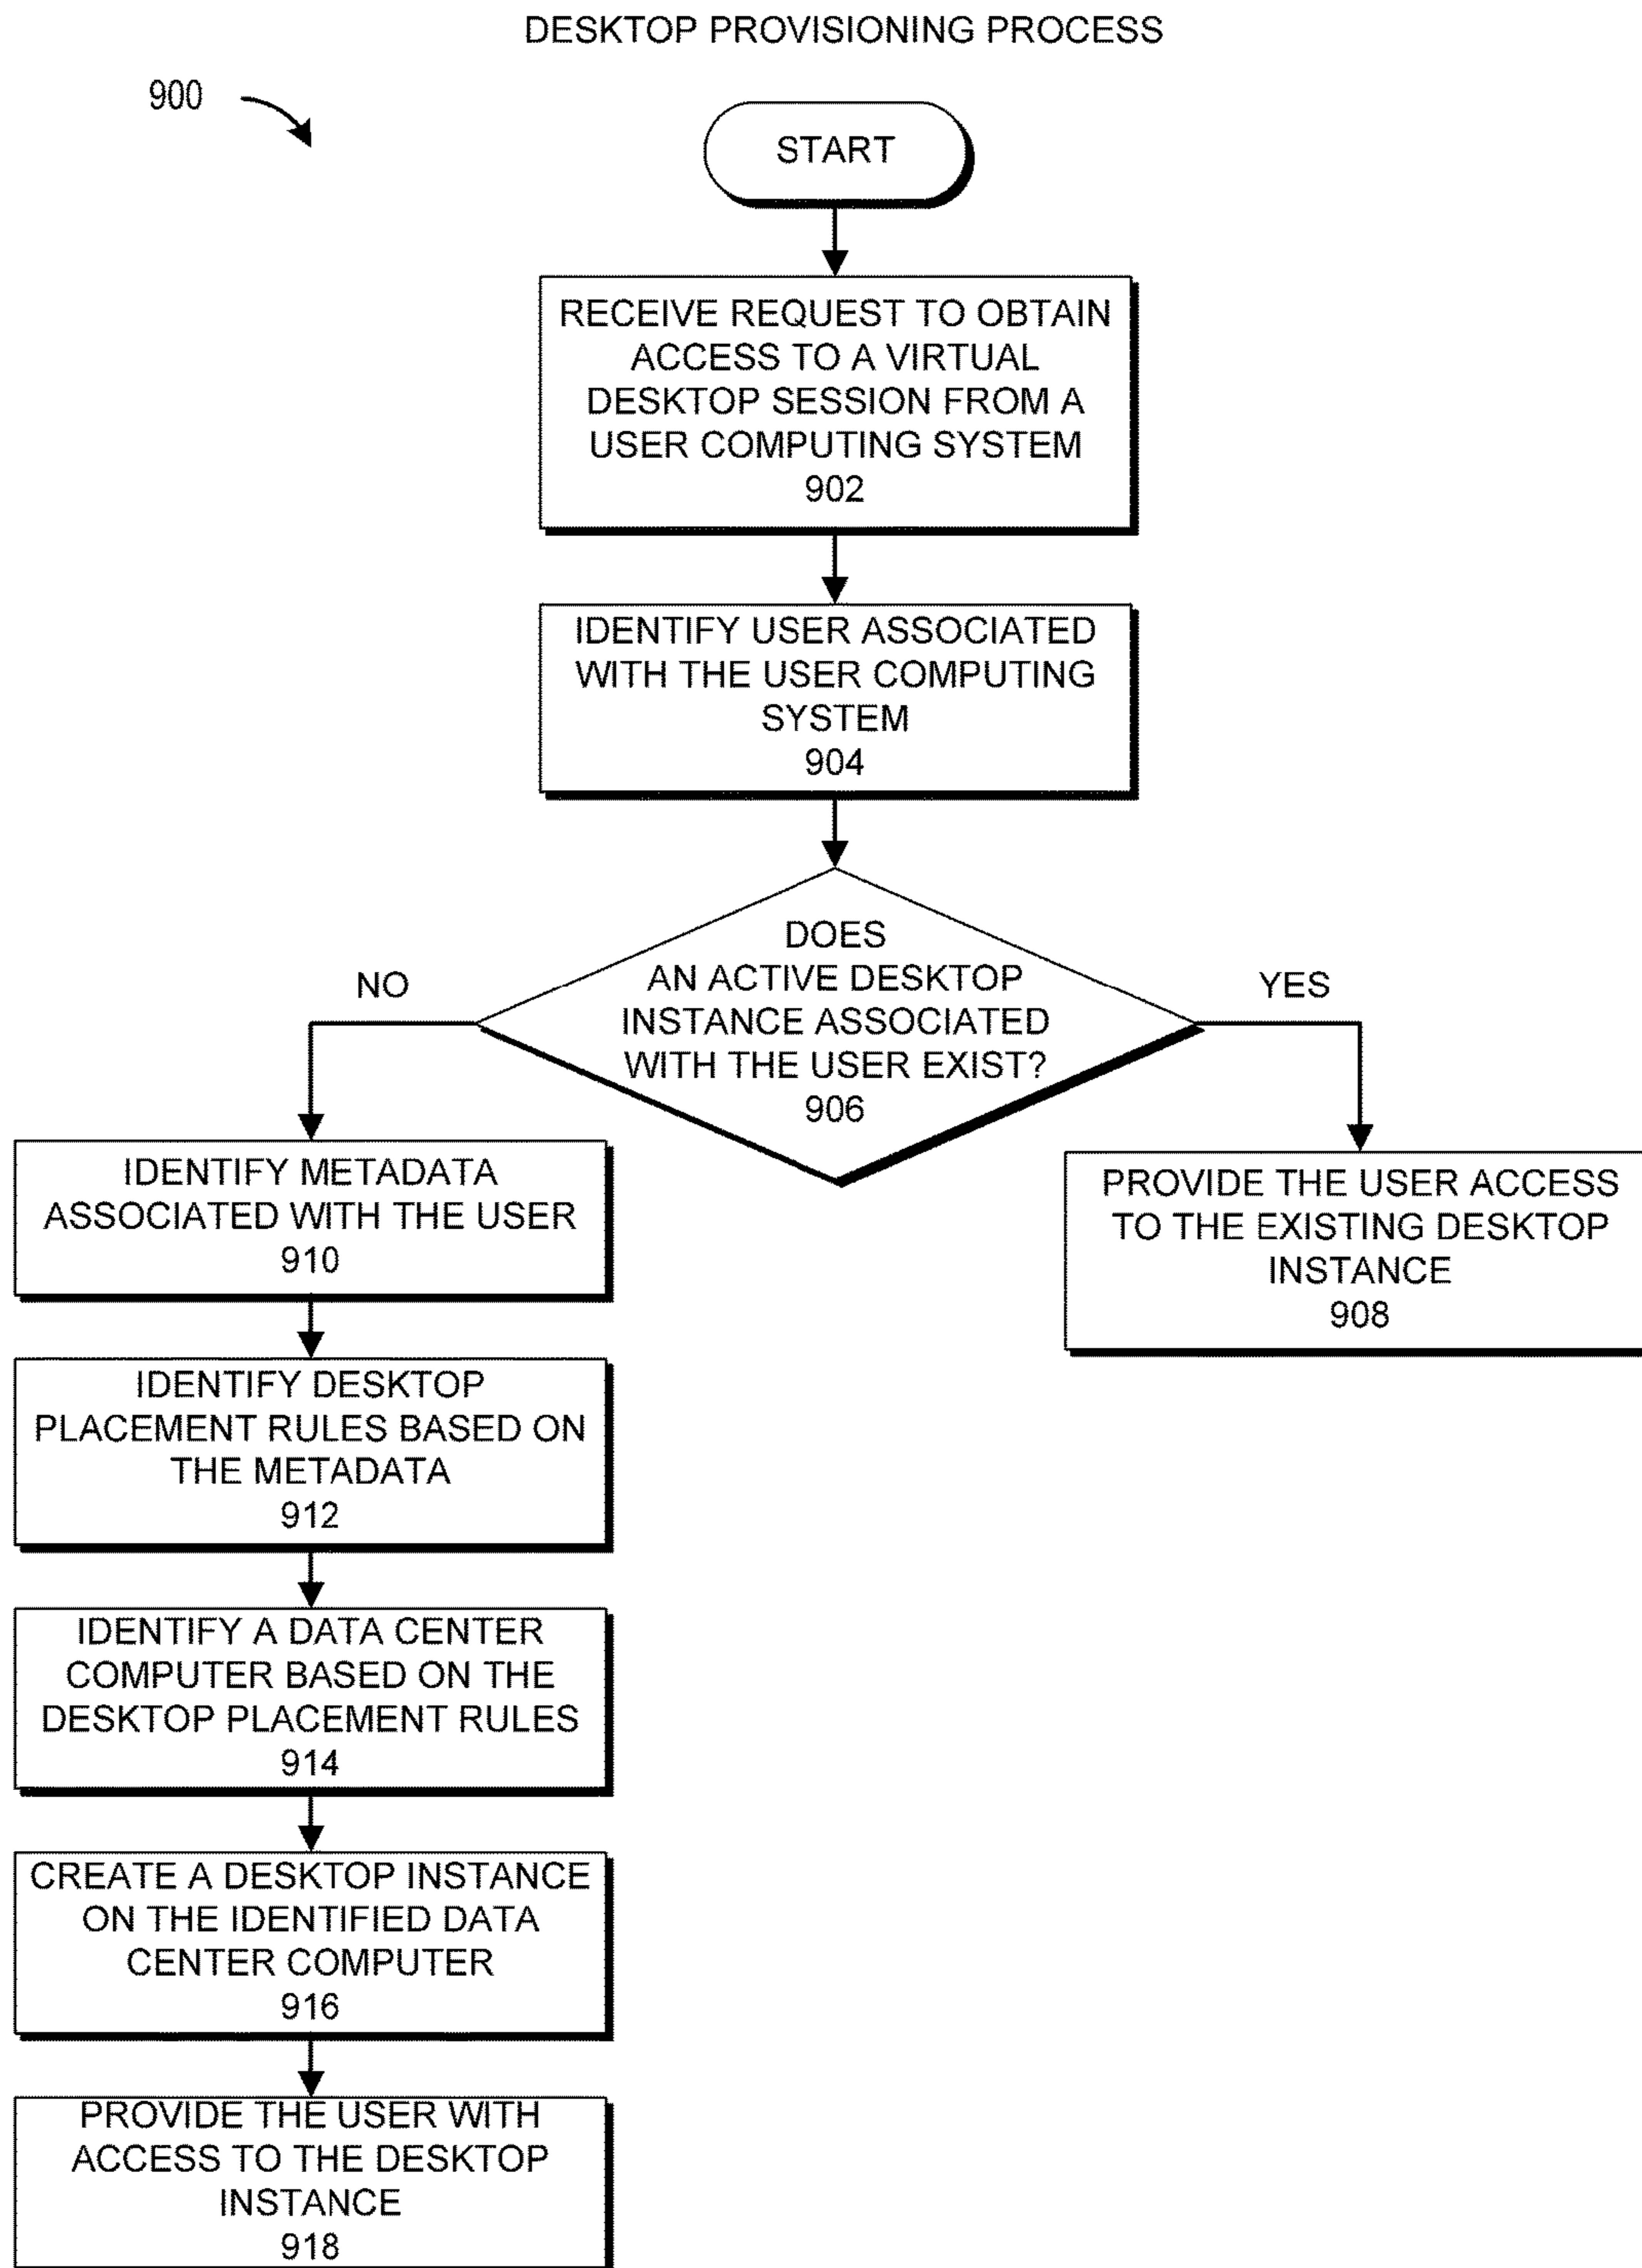 DESKTOP PROVISIONING PROCESS
900
START
RECEIVE REQUEST TO OBTAIN
ACCESS TO A VIRTUAL
DESKTOP SESSION FROM A
USER COMPUTING SYSTEM
902
IDENTIFY USER ASSOCIATED
WITH THE USER COMPUTING
SYSTEM
904
DOES
AN ACTIVE DESKTOP
INSTANCE ASSOCIATED
WITH THE USER EXIST?
906
NO
YES
IDENTIFY METADATA
ASSOCIATED WITH THE USER
910
PROVIDE THE USER ACCESS
TO THE EXISTING DESKTOP
INSTANCE
908
IDENTIFY DESKTOP
PLACEMENT RULES BASED ON
THE METADATA
912
IDENTIFY A DATA CENTER
COMPUTER BASED ON THE
DESKTOP PLACEMENT RULES
914
CREATE A DESKTOP INSTANCE
ON THE IDENTIFIED DATA
CENTER COMPUTER
916
PROVIDE THE USER WITH
ACCESS TO THE DESKTOP
INSTANCE
918